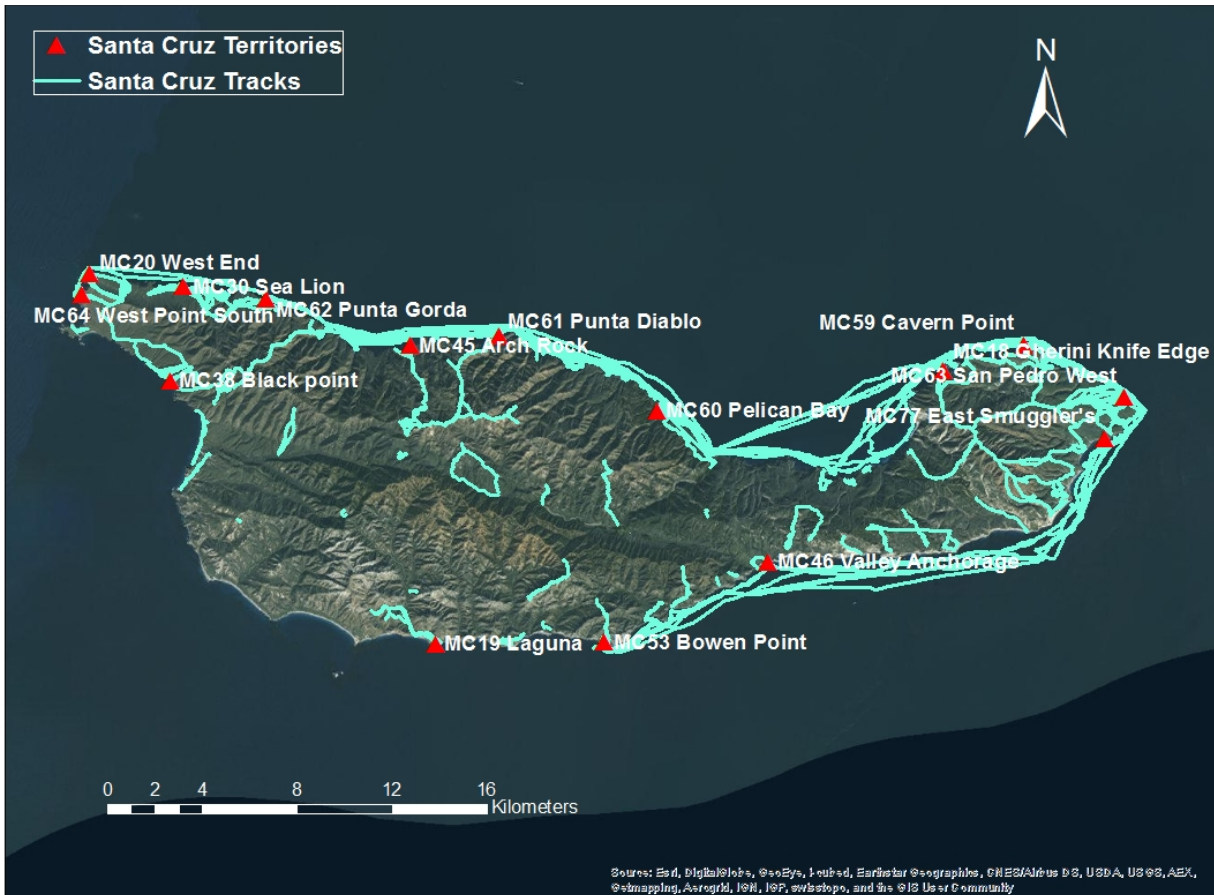 Santa Cruz Territories
Santa Cruz Tracks
N
MC20 West End
MC30 Sea Lion
MC62 Punta Gorda
MC64 West Point South
MC61 Punta Diablo
MC59 Cavern Point
MC45 Arch Rock
MC18 Gherini Knife Edge
MC63 San Pedro West
MC38 Black point
MC60 Pelican Bay
MC77 East Smuggler's
MC46 Valley Anchorage
MC19 Laguna
MC53 Bowen Point
0 2 4 8 12 16
Kilometers
Source: Esri, DigitalGlobe, GeoEye, i-cubed, Earthstar Geographics, CNES/Airbus DS, USDA, USGS, AEX,
Getmapping, Aerogrid, IGN, IGP, swisstopo, and the GIS User Community